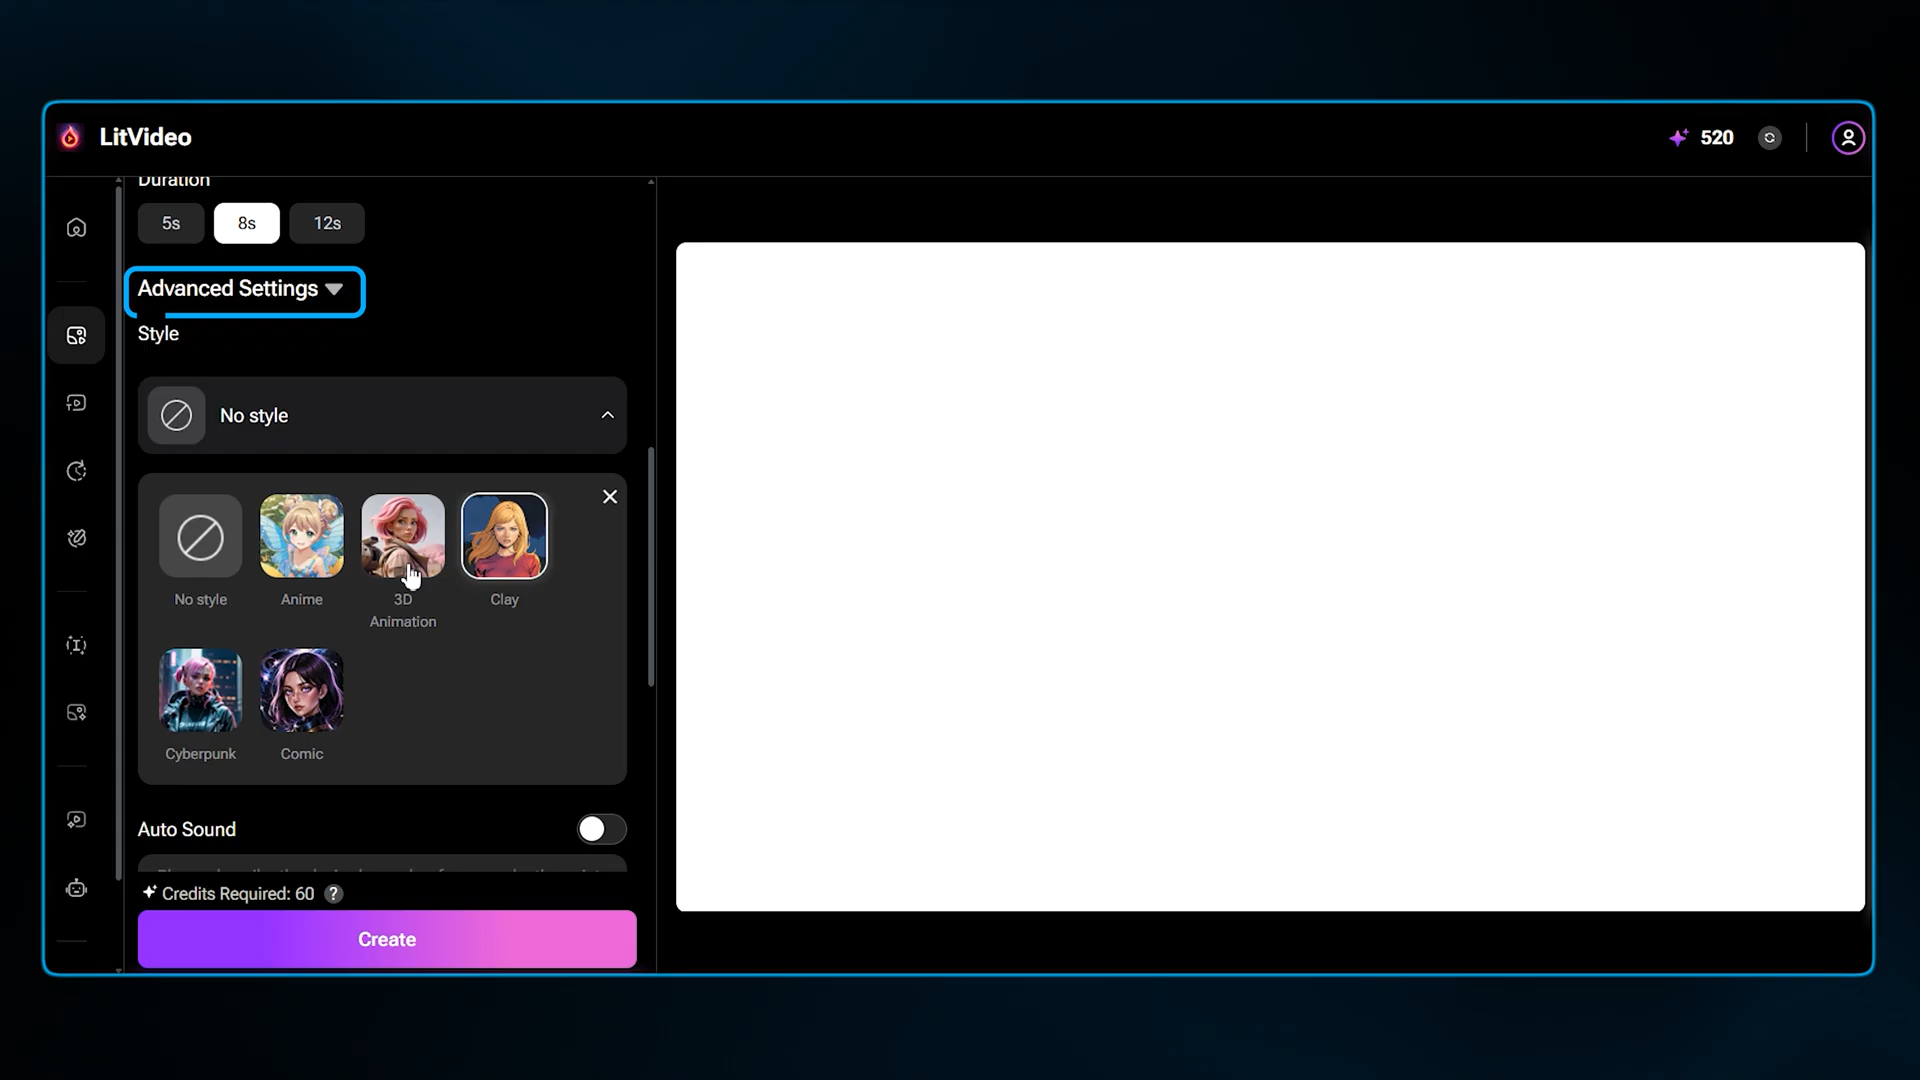 LitVideo
520
Duration
5s
8s
12s
Advanced Settings
Style
No style
No style
Anime
3D
Animation
Clay
Cyberpunk
Comic
Auto Sound
Credits Required: 60 ?
Create